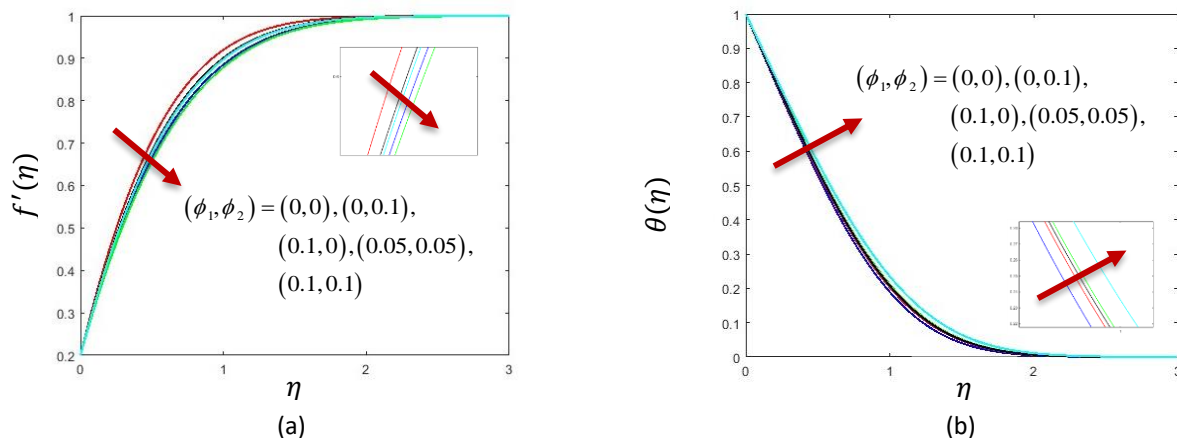 1
0.9
0.8
0.7
0.6
0.5
0.4
0.3
0.2
f′(η)
(ϕ₁,ϕ₂) = (0,0), (0,0.1),
(0.1,0), (0.05,0.05),
(0.1,0.1)
0 1 2 3
η
(a)
1
0.9
0.8
0.7
0.6
0.5
0.4
0.3
0.2
0.1
0
θ(η)
(ϕ₁,ϕ₂) = (0,0), (0,0.1),
(0.1,0), (0.05,0.05),
(0.1,0.1)
0 1 2 3
η
(b)